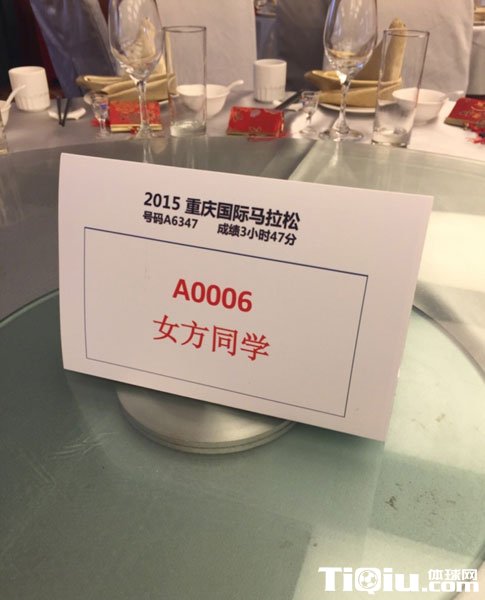 2015 重庆国际马拉松
号码A6347 成绩3小时47分
A0006
女方同学
TiQiu.com
体球网